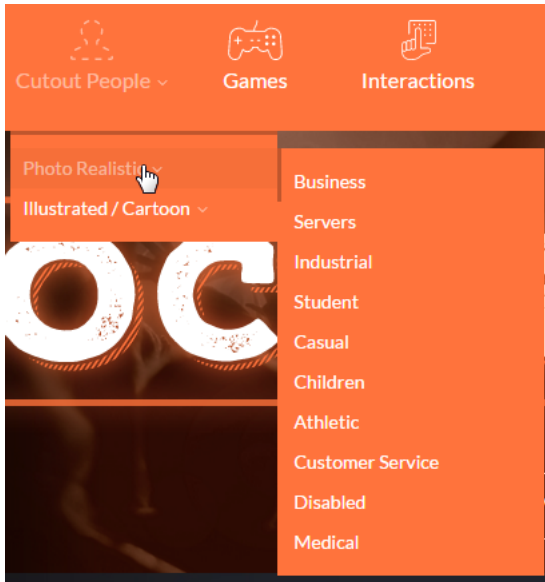 Cutout People
Games
Interactions
Photo Realistic
Illustrated / Cartoon
Business
Servers
Industrial
Student
Casual
Children
Athletic
Customer Service
Disabled
Medical
OC